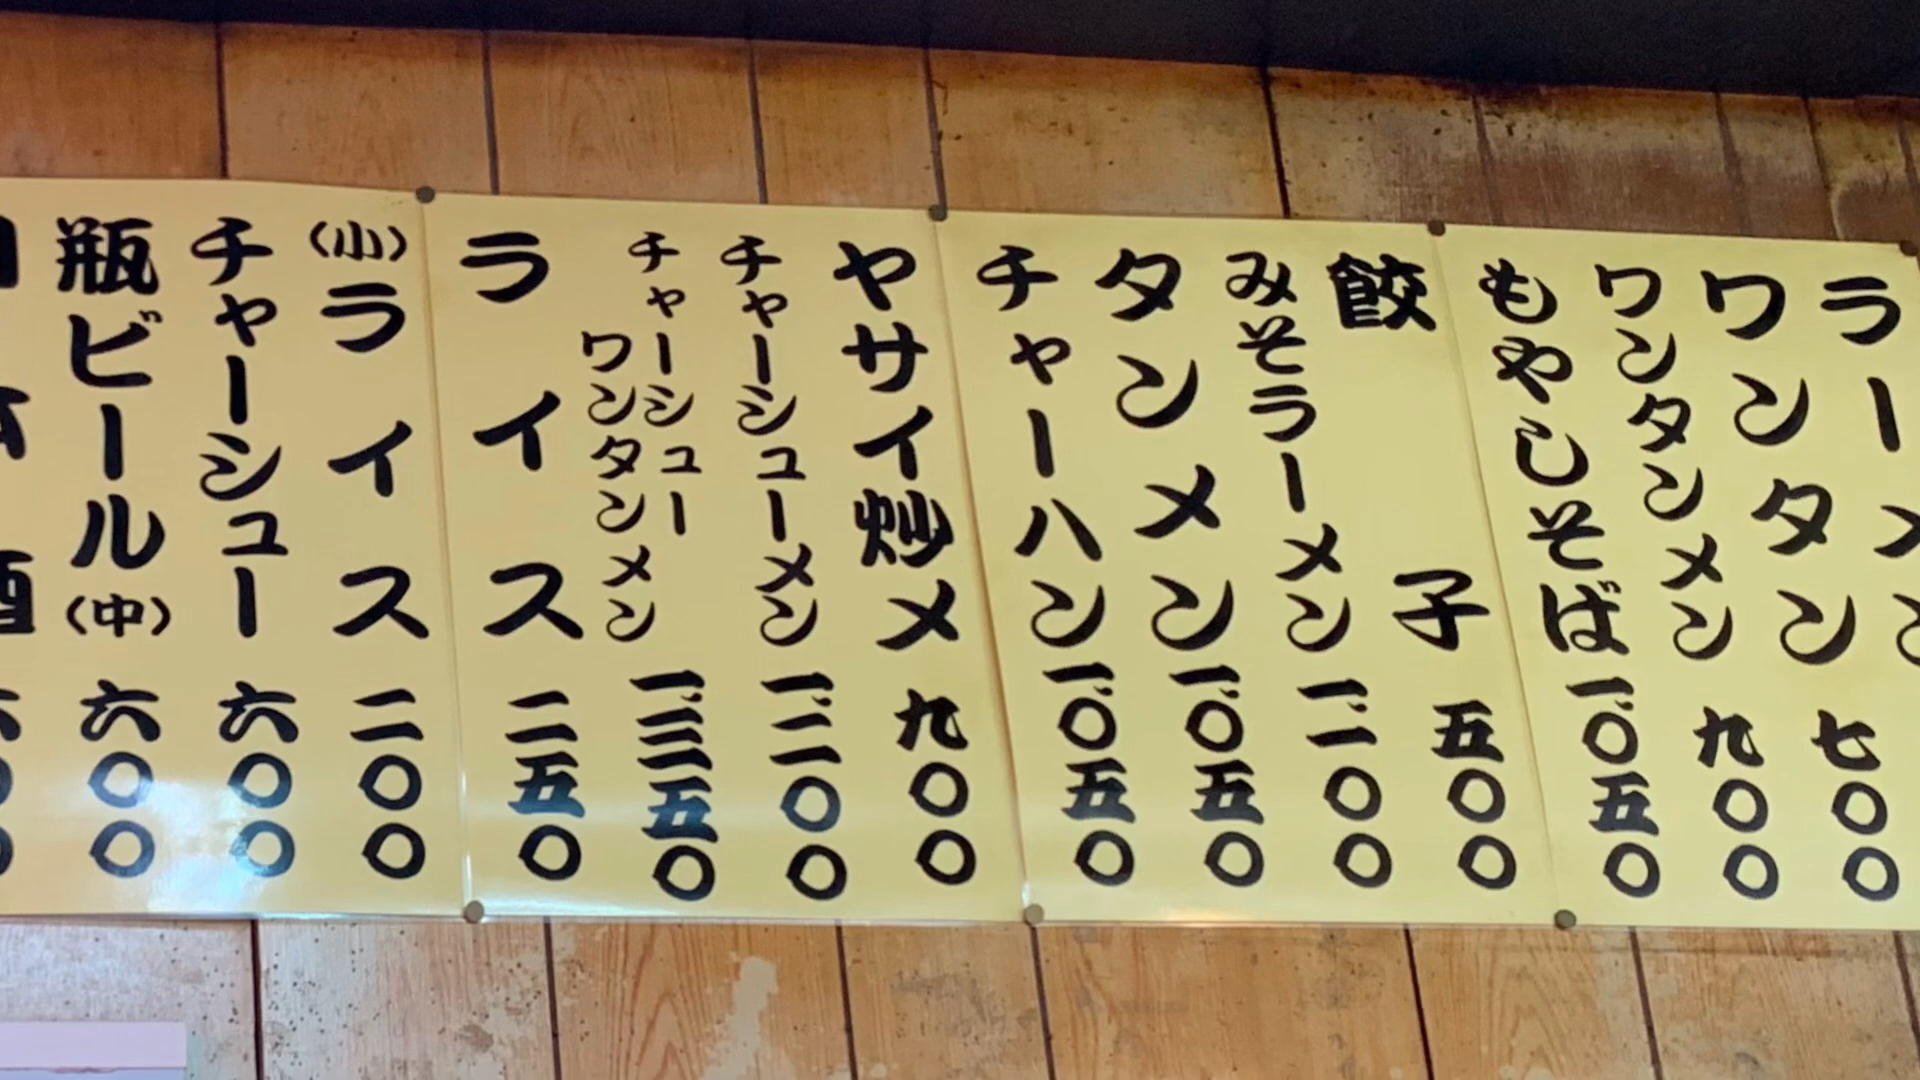 ラーメン
ワンタン 七〇〇
ワンタンメン 九〇〇
もやしそば 一、〇五〇
餃子 五〇〇
みそラーメン 一、一〇〇
タンメン 一、〇五〇
チャーハン 一、〇五〇
ヤサイ炒メ 九〇〇
チャーシューメン 一、二〇〇
チャーシュー
ワンタンメン 一、三五〇
ライス 二五〇
(小)ライス 二〇〇
チャーシュー 六〇〇
瓶ビール(中) 六〇〇